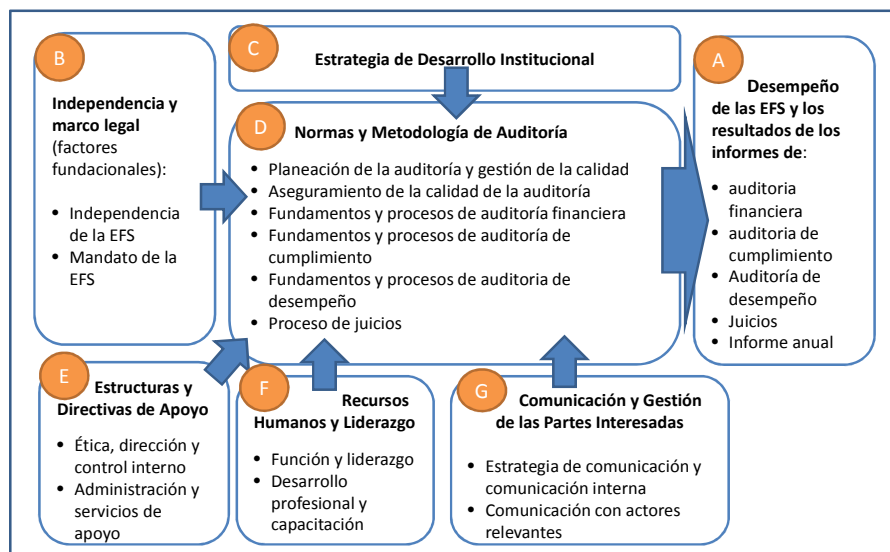 C
Estrategia de Desarrollo Institucional
B
Independencia y
marco legal
(factores
fundacionales):
• Independencia
de la EFS
• Mandato de la
EFS
D
Normas y Metodología de Auditoría
• Planeación de la auditoría y gestión de la calidad
• Aseguramiento de la calidad de la auditoría
• Fundamentos y procesos de auditoría financiera
• Fundamentos y procesos de auditoría de
cumplimiento
• Fundamentos y procesos de auditoria de
desempeño
• Proceso de juicios
A
Desempeño
de las EFS y los
resultados de los
informes de:
• auditoria
financiera
• auditoria de
cumplimiento
• Auditoría de
desempeño
• Juicios
• Informe anual
E
Estructuras y
Directivas de Apoyo
• Ética, dirección y
control interno
• Administración y
servicios de
apoyo
F
Recursos
Humanos y Liderazgo
• Función y liderazgo
• Desarrollo
profesional y
capacitación
G
Comunicación y Gestión
de las Partes Interesadas
• Estrategia de comunicación y
comunicación interna
• Comunicación con actores
relevantes